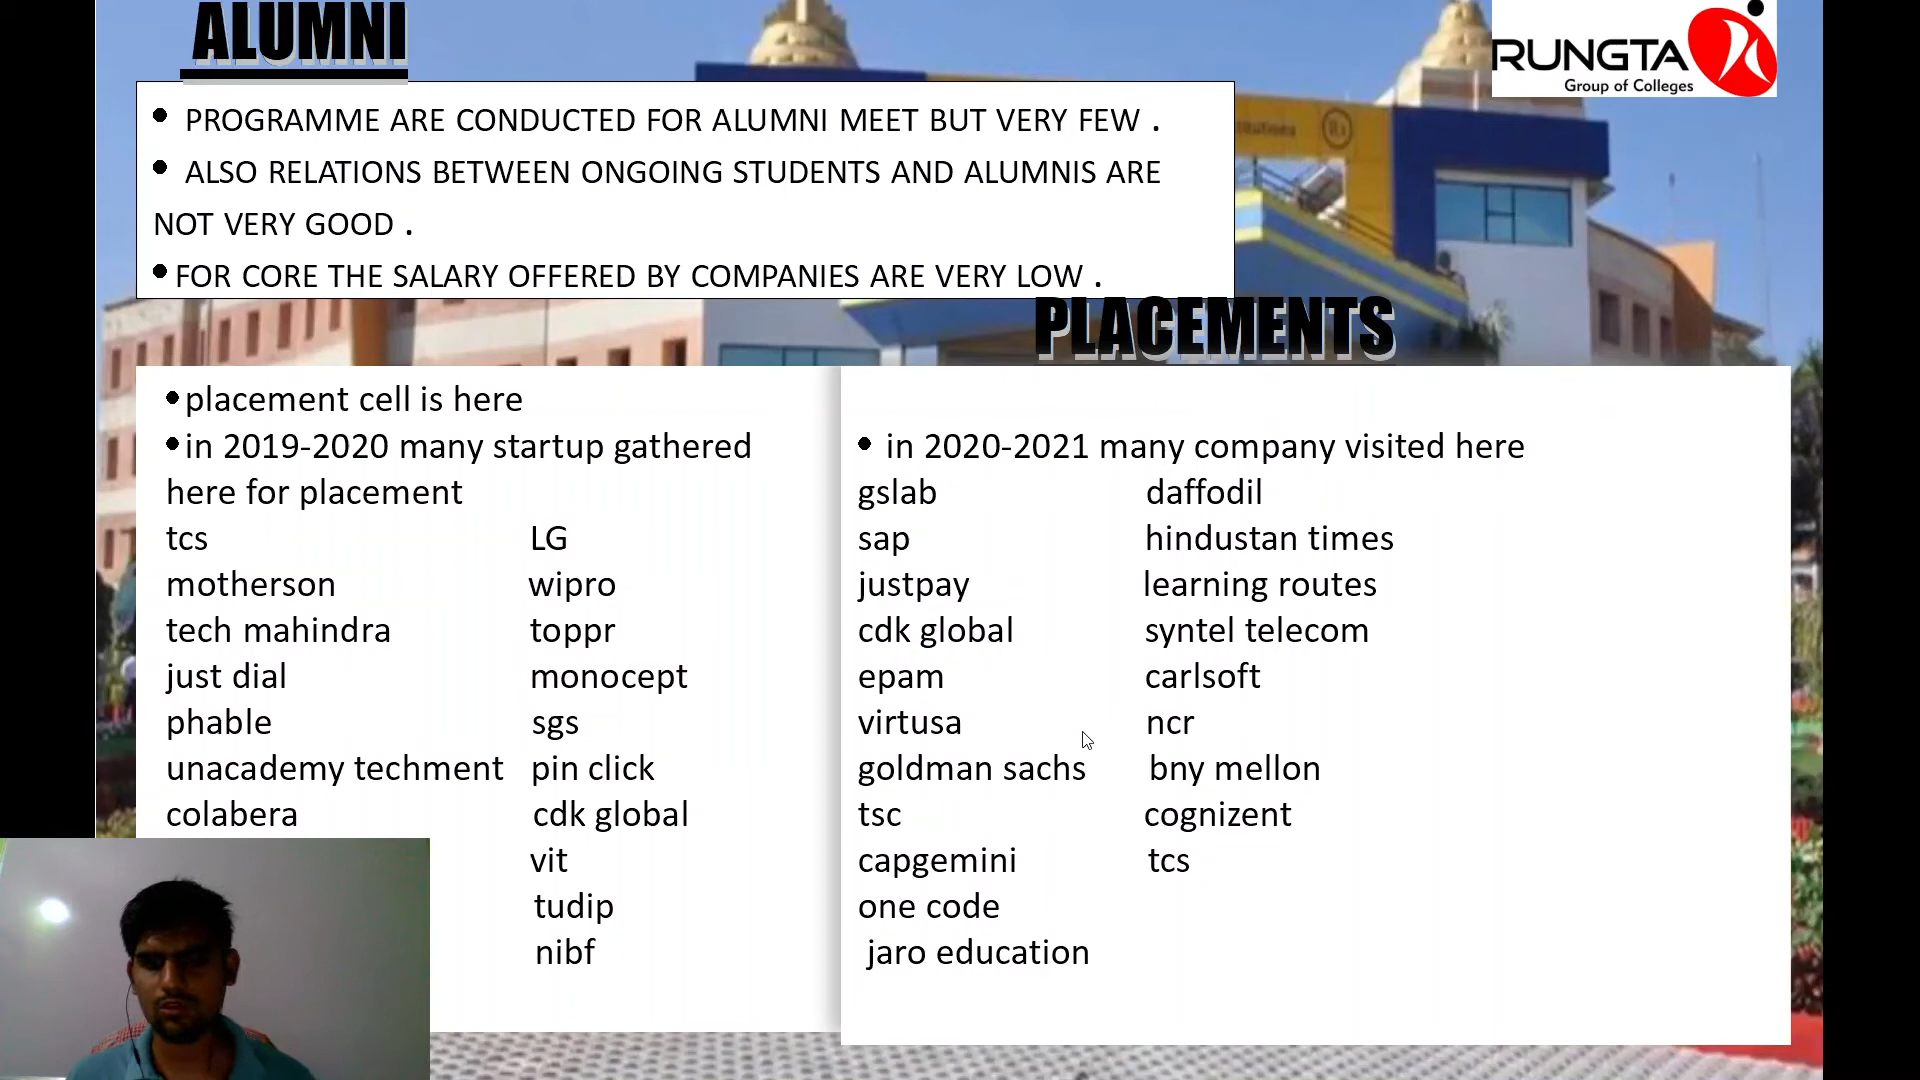 ALUMNI
RUNGTA
Group of Colleges
• PROGRAMME ARE CONDUCTED FOR ALUMNI MEET BUT VERY FEW .
• ALSO RELATIONS BETWEEN ONGOING STUDENTS AND ALUMNIS ARE
NOT VERY GOOD .
• FOR CORE THE SALARY OFFERED BY COMPANIES ARE VERY LOW .
PLACEMENTS
• placement cell is here
• in 2019-2020 many startup gathered
here for placement
tcs LG
motherson wipro
tech mahindra toppr
just dial monocept
phable sgs
unacademy techment pin click
colabera cdk global
vit
tudip
nibf
• in 2020-2021 many company visited here
gslab daffodil
sap hindustan times
justpay learning routes
cdk global syntel telecom
epam carlsoft
virtusa ncr
goldman sachs bny mellon
tsc cognizent
capgemini tcs
one code
jaro education